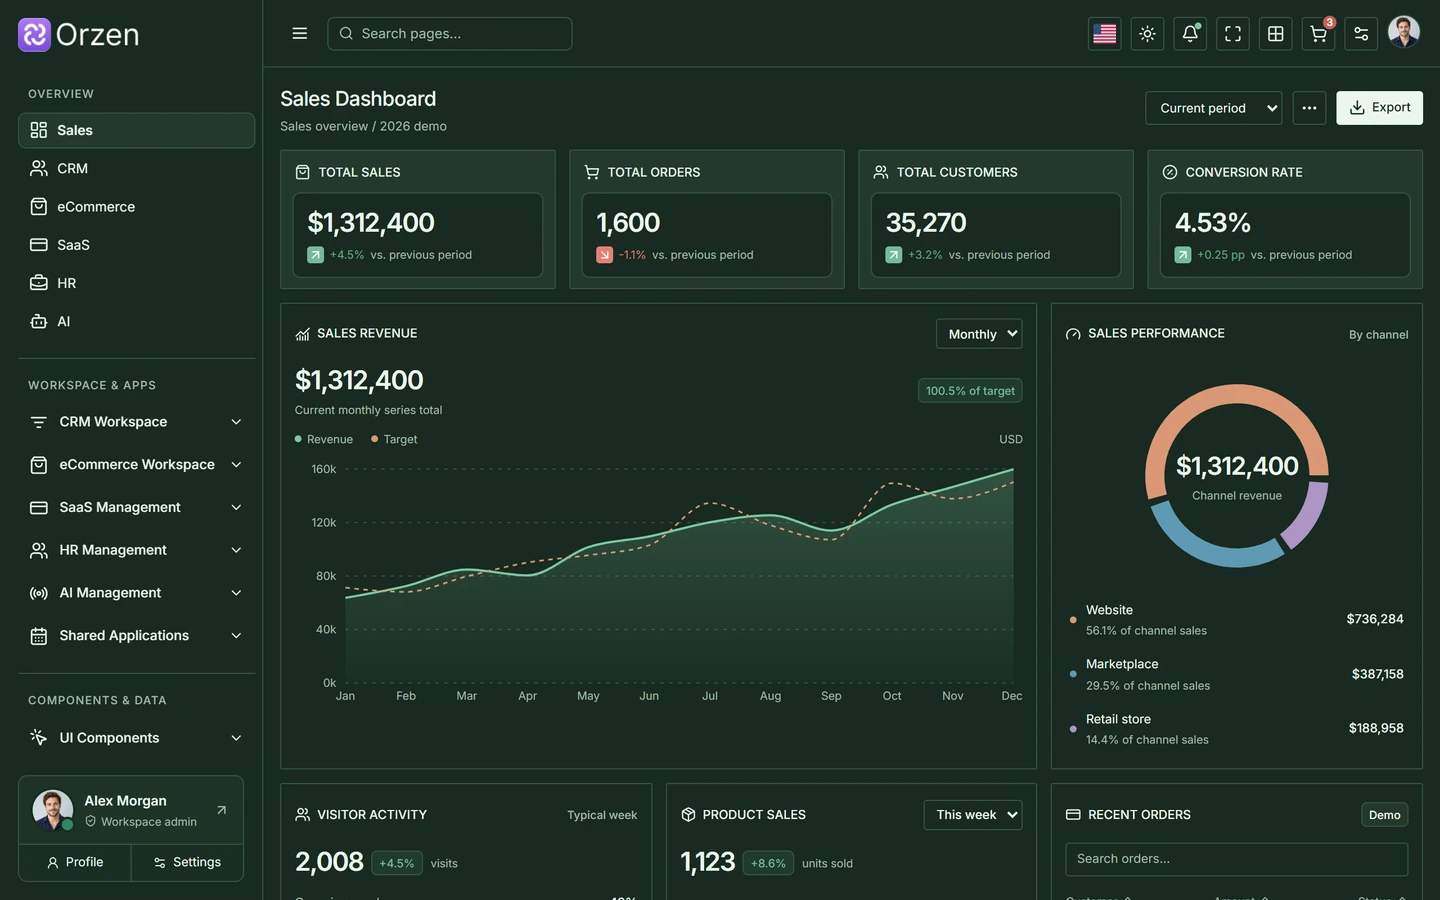 Orzen
Search pages...
3
OVERVIEW
Sales
CRM
eCommerce
SaaS
HR
AI
WORKSPACE & APPS
CRM Workspace
eCommerce Workspace
SaaS Management
HR Management
AI Management
Shared Applications
COMPONENTS & DATA
UI Components
Alex Morgan
Workspace admin
Profile
Settings
Sales Dashboard
Sales overview / 2026 demo
Current period
Export
TOTAL SALES
$1,312,400
+4.5% vs. previous period
TOTAL ORDERS
1,600
-1.1% vs. previous period
TOTAL CUSTOMERS
35,270
+3.2% vs. previous period
CONVERSION RATE
4.53%
+0.25 pp vs. previous period
SALES REVENUE
Monthly
$1,312,400
Current monthly series total
100.5% of target
Revenue
Target
USD
160k
120k
80k
40k
0k
Jan Feb Mar Apr May Jun Jul Aug Sep Oct Nov Dec
SALES PERFORMANCE
By channel
$1,312,400
Channel revenue
Website
56.1% of channel sales
$736,284
Marketplace
29.5% of channel sales
$387,158
Retail store
14.4% of channel sales
$188,958
VISITOR ACTIVITY
Typical week
2,008 +4.5% visits
PRODUCT SALES
This week
1,123 +8.6% units sold
RECENT ORDERS
Demo
Search orders...